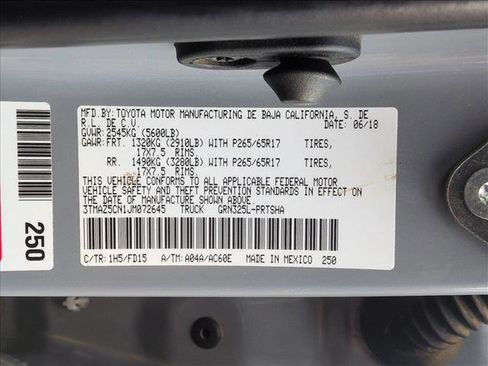 MFD.BY: TOYOTA MOTOR MANUFACTURING DE BAJA CALIFORNIA, S. DE
R.L. DE C.V. DATE: 06/18
GVWR: 2545KG (5600LB)
GAWR: FRT. 1320KG (2910LB) WITH P265/65R17 TIRES,
17X7.5 RIMS
RR. 1490KG (3280LB) WITH P265/65R17 TIRES,
17X7.5 RIMS
THIS VEHICLE CONFORMS TO ALL APPLICABLE FEDERAL MOTOR
VEHICLE SAFETY AND THEFT PREVENTION STANDARDS IN EFFECT ON
THE DATE OF MANUFACTURE SHOWN ABOVE.
3TMAZ5CN1JM072645 TRUCK GRN325L-PRTSHA
C/TR: 1H5/FD15 A/TM: A04A/AC60E MADE IN MEXICO 250
250